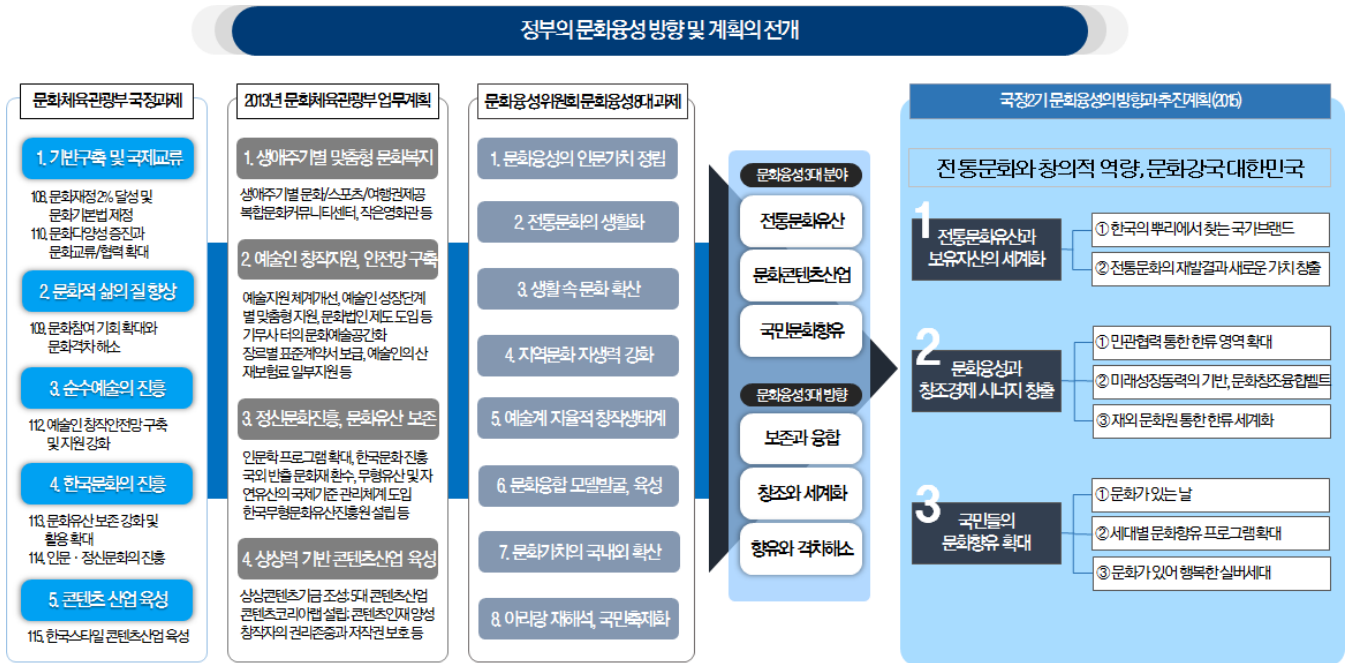 정부의 문화융성 방향 및 계획의 전개
문화체육관광부 국정과제
1. 기반구축 및 국제교류
108. 문화재정 2% 달성 및
문화기본법 제정
110. 문화다양성 증진과
문화교류/협력 확대
2. 문화적 삶의 질 향상
109. 문화참여 기회 확대와
문화격차 해소
3. 순수예술의 진흥
112. 예술인 창작안전망 구축
및 지원 강화
4. 한국문화의 진흥
113. 문화유산 보존 강화 및
활용 확대
114. 인문 · 정신문화의 진흥
5. 콘텐츠 산업 육성
115. 한국스타일 콘텐츠산업 육성
2013년 문화체육관광부 업무계획
1. 생애주기별 맞춤형 문화복지
생애주기별 문화/스포츠/여행권제공
복합문화커뮤니티센터, 작은영화관 등
2. 예술인 창작지원, 안전망 구축
예술지원 체계개선, 예술인 성장단계
별 맞춤형 지원, 문화법인 제도 도입 등
기무사 터의 문화예술공간화
장르별 표준계약서 보급, 예술인의 산
재보험료 일부지원 등
3. 정신문화진흥, 문화유산 보존
인문학 프로그램 확대, 한국문화 진흥
국외 반출 문화재 환수, 무형유산 및 자
연유산의 국제기준 관리체계 도입
한국무형문화유산진흥원 설립 등
4. 상상력 기반 콘텐츠산업 육성
상상콘텐츠기금 조성: 5대 콘텐츠산업
콘텐츠코리아랩 설립: 콘텐츠인재 양성
창작자의 권리존중과 저작권 보호 등
문화융성위원회 문화융성 8대 과제
1. 문화융성의 인문가치 정립
2. 전통문화의 생활화
3. 생활 속 문화 확산
4. 지역문화 자생력 강화
5. 예술계 자율적 창작생태계
6. 문화융합 모델발굴, 육성
7. 문화가치의 국내외 확산
8. 아리랑 재해석, 국민축제화
문화융성 3대 분야
전통문화유산
문화콘텐츠산업
국민문화향유
문화융성 3대 방향
보존과 융합
창조와 세계화
향유와 격차해소
국정2기 문화융성의 방향과 추진계획(2015)
전통문화와 창의적 역량, 문화강국 대한민국
1
전통문화유산과
보유자산의 세계화
① 한국의 뿌리에서 찾는 국가브랜드
② 전통문화의 재발결과 새로운 가치 창출
2
문화융성과
창조경제 시너지 창출
① 민관협력 통한 한류 영역 확대
② 미래성장동력의 기반, 문화창조융합벨트
③ 재외 문화원 통한 한류 세계화
3
국민들의
문화향유 확대
① 문화가 있는 날
② 세대별 문화향유 프로그램 확대
③ 문화가 있어 행복한 실버세대